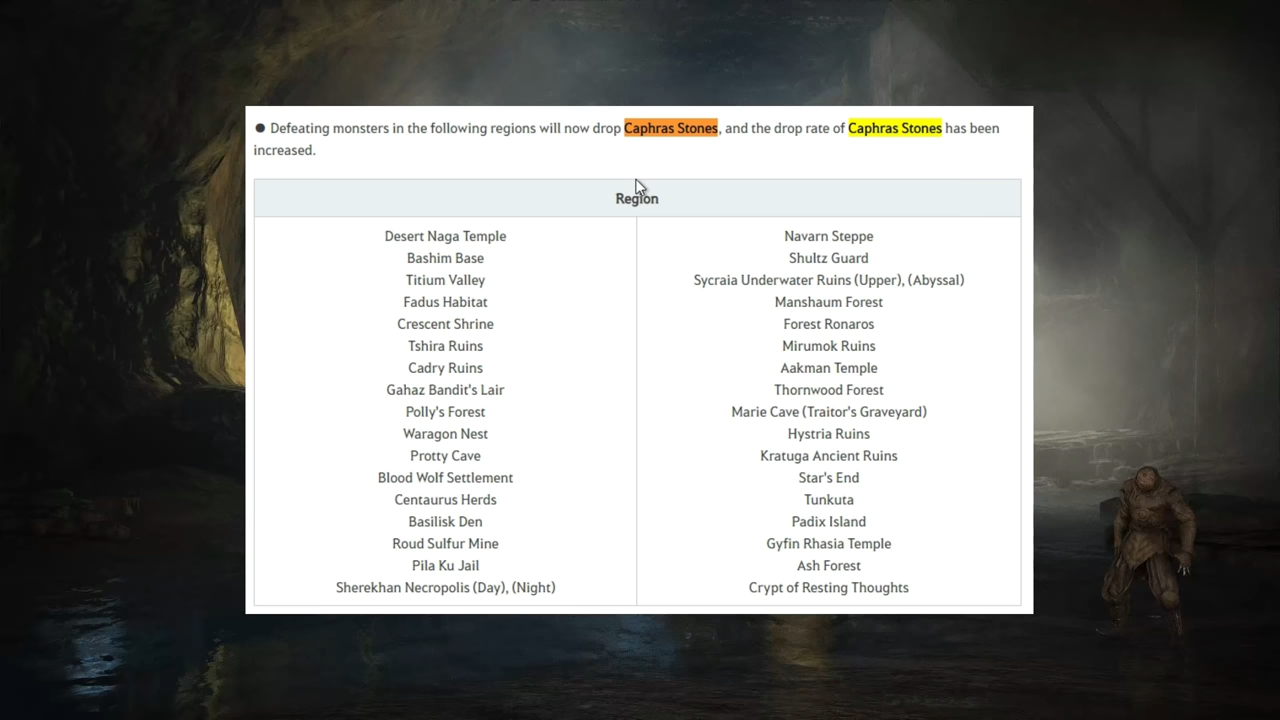 ● Defeating monsters in the following regions will now drop Caphras Stones, and the drop rate of Caphras Stones has been
increased.
Region
Desert Naga Temple
Bashim Base
Titium Valley
Fadus Habitat
Crescent Shrine
Tshira Ruins
Cadry Ruins
Gahaz Bandit's Lair
Polly's Forest
Waragon Nest
Protty Cave
Blood Wolf Settlement
Centaurus Herds
Basilisk Den
Roud Sulfur Mine
Pila Ku Jail
Sherekhan Necropolis (Day), (Night)
Navarn Steppe
Shultz Guard
Sycraia Underwater Ruins (Upper), (Abyssal)
Manshaum Forest
Forest Ronaros
Mirumok Ruins
Aakman Temple
Thornwood Forest
Marie Cave (Traitor's Graveyard)
Hystria Ruins
Kratuga Ancient Ruins
Star's End
Tunkuta
Padix Island
Gyfin Rhasia Temple
Ash Forest
Crypt of Resting Thoughts